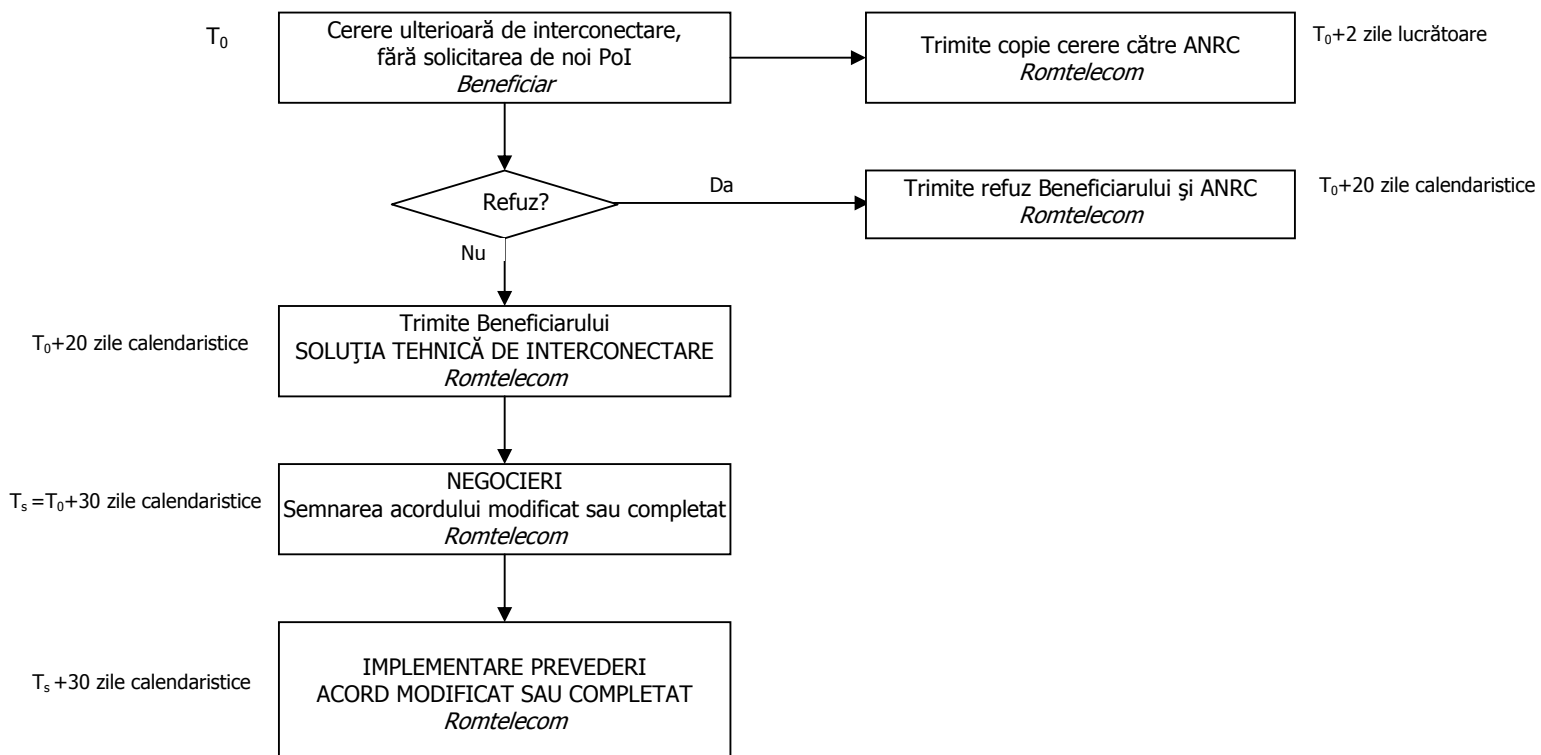 T0
Cerere ulterioară de interconectare,
fără solicitarea de noi PoI
Beneficiar
Trimite copie cerere către ANRC
Romtelecom
T0+2 zile lucrătoare
Refuz?
Da
Trimite refuz Beneficiarului şi ANRC
Romtelecom
T0+20 zile calendaristice
Nu
T0+20 zile calendaristice
Trimite Beneficiarului
SOLUŢIA TEHNICĂ DE INTERCONECTARE
Romtelecom
Ts =T0+30 zile calendaristice
NEGOCIERI
Semnarea acordului modificat sau completat
Romtelecom
Ts +30 zile calendaristice
IMPLEMENTARE PREVEDERI
ACORD MODIFICAT SAU COMPLETAT
Romtelecom